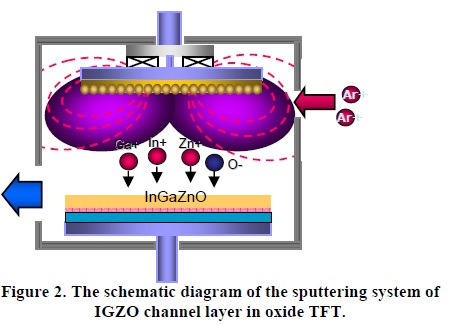 Ar+
Ar+
Ga+ In+ Zn+
O-
InGaZnO
Figure 2. The schematic diagram of the sputtering system of
IGZO channel layer in oxide TFT.